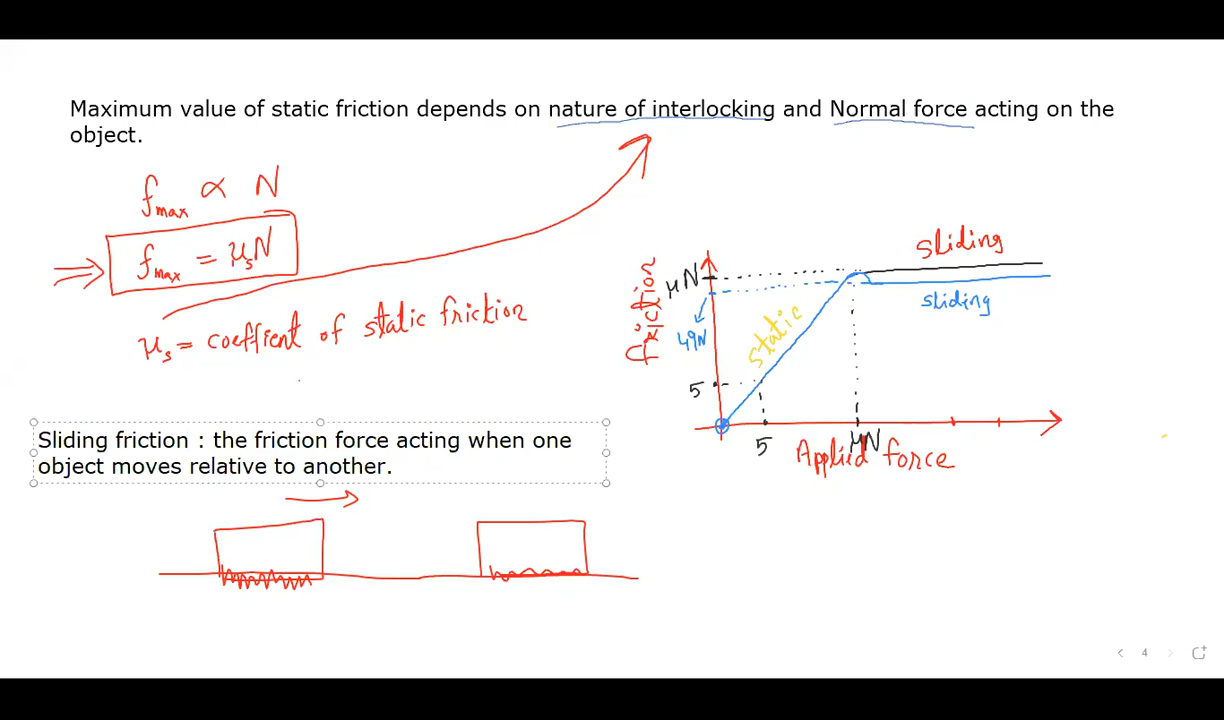 Maximum value of static friction depends on nature of interlocking and Normal force acting on the
object.
fmax ∝ N
fmax = μsN
μs = coeffient of static friction
Sliding friction : the friction force acting when one
object moves relative to another.
friction
μN
49N
5
static
sliding
sliding
5
μN
Applied force
4